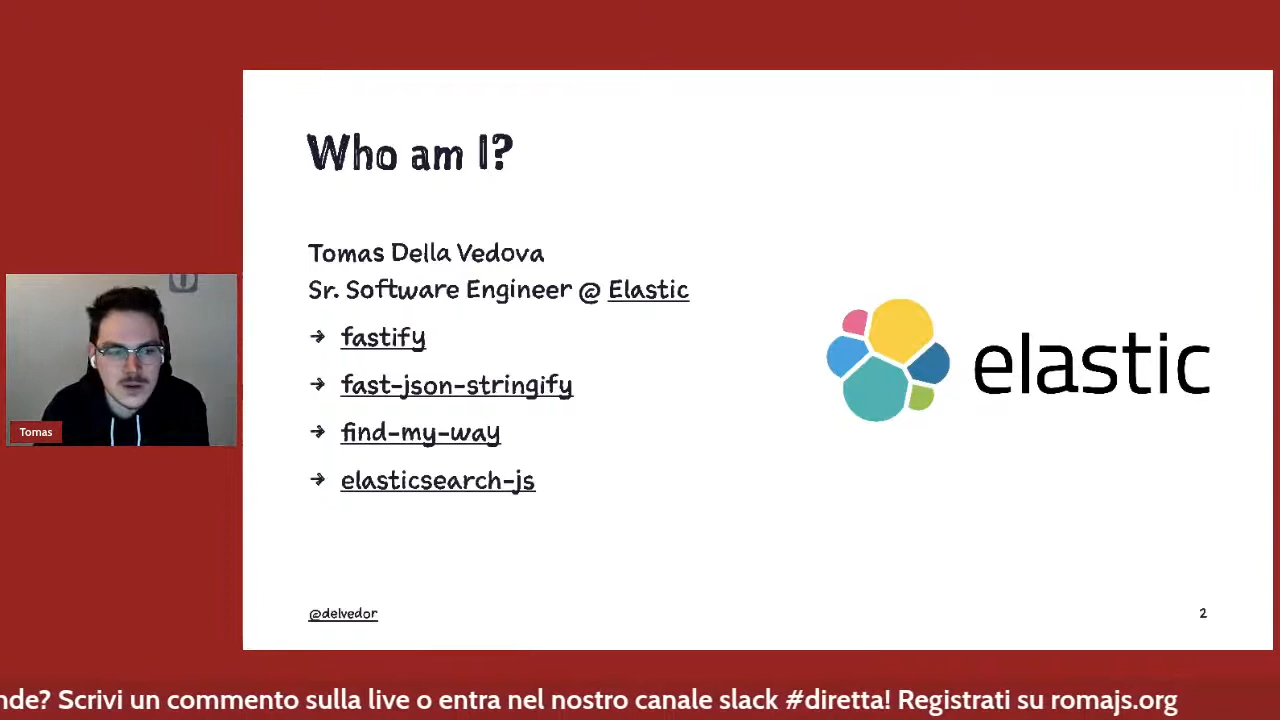 Who am I?
Tomas Della Vedova
Sr. Software Engineer @ Elastic
→ fastify
→ fast-json-stringify
→ find-my-way
→ elasticsearch-js
elastic
@delvedor
2
Tomas
Scrivi un commento sulla live o entra nel nostro canale slack #diretta! Registrati su romajs.org